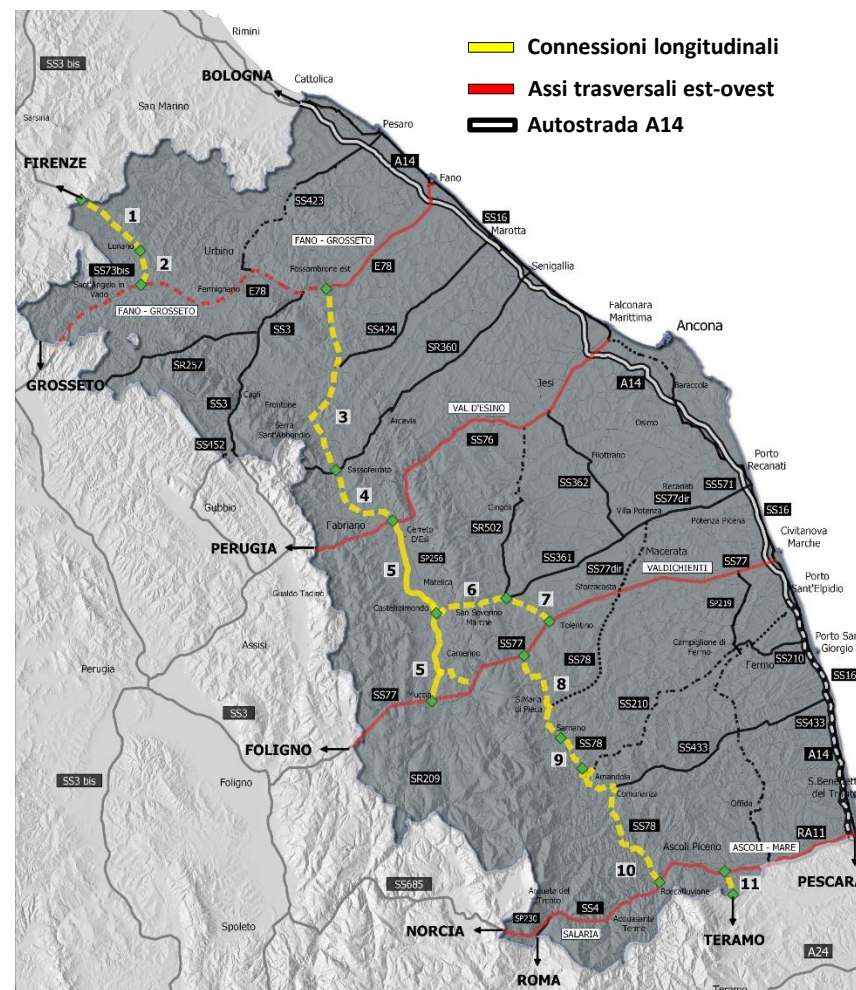 Connessioni longitudinali
Assi trasversali est-ovest
Autostrada A14
Rimini
SS3 bis
BOLOGNA
Cattolica
San Marino
Sarsina
Pesaro
A14
FIRENZE
Fano
1
SS423
SS16
Marotta
Lunano
Urbino
FANO - GROSSETO
2
Senigallia
SS73bis
Fossombrone est
E78
Sant'Angelo in
Vado
Fermignano
E78
FANO - GROSSETO
Falconara
Marittima
SS3
SS424
Ancona
SR360
GROSSETO
SR257
Jesi
A14
Baraccola
Cagli
SS3
Frontone
3
Arcevia
VAL D'ESINO
Serra
Sant'Abbondio
SS76
Osimo
SS452
Filottrano
Porto
Recanati
Sassoferrato
SS362
Recanati
SS571
Gubbio
4
Cingoli
SS77dir
Villa Potenza
SS16
Fabriano
Cerreto
D'Esi
SR502
Potenza Picena
Civitanova
Marche
PERUGIA
SP256
SS361
Macerata
5
Matelica
SS77dir
VALDICHIENTI
SS77
Gualdo Tadino
6
7
Sforzacosta
Porto
Sant'Elpidio
Castelraimondo
San Severino
Marche
SP219
Tolentino
Assisi
Camerino
SS77
Campiglione di
Fermo
Porto San
Giorgio
Perugia
5
SS78
Fermo
SS210
8
SS77
Muccia
S.Maria
di Pieca
SS210
SS16
SS3
Sarnano
SS433
FOLIGNO
SS78
SS433
A14
9
SS3 bis
Foligno
SR209
Amandola
S.Benedetto
del Tronto
Comunanza
Offida
SS78
RA11
Ascoli Piceno
ASCOLI - MARE
10
11
PESCARA
SS685
Roccafluvione
Arquata del
Tronto
SS4
NORCIA
SP230
Acquasanta
Terme
Spoleto
SALARIA
TERAMO
A24
ROMA
Teramo